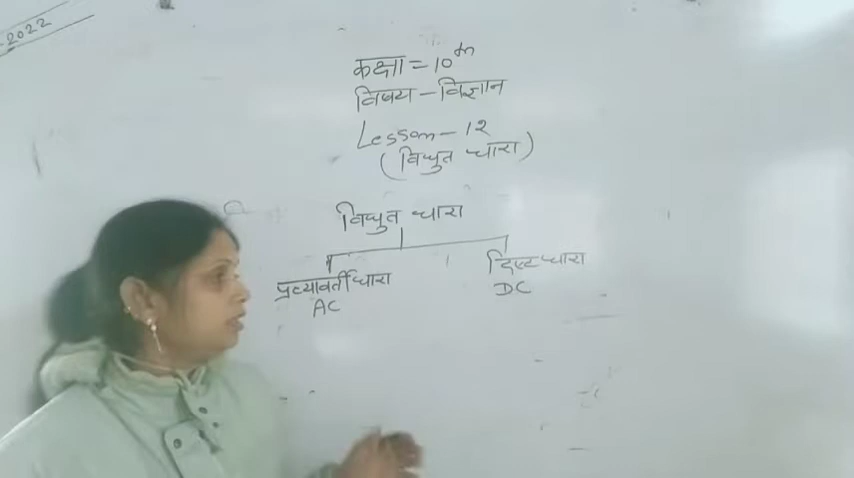 -2022
कक्षा = 10th
विषय - विज्ञान
Lesson - 12
(विधुत धारा)
विधुत धारा
प्रत्यावर्ती धारा दिष्ट धारा
AC DC